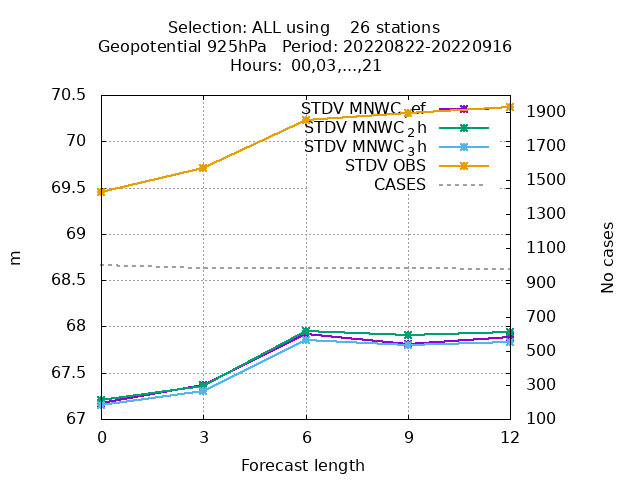 Selection: ALL using 26 stations
Geopotential 925hPa Period: 20220822-20220916
Hours: 00,03,...,21
70.5
70
69.5
69
68.5
68
67.5
67
m
STDV MNWC_ef
STDV MNWC_2h
STDV MNWC_3h
STDV OBS
CASES
1900
1700
1500
1300
1100
900
700
500
300
100
No cases
0 3 6 9 12
Forecast length